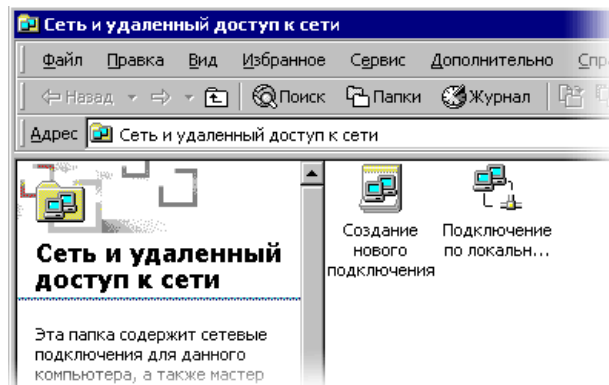 Сеть и удаленный доступ к сети
Файл Правка Вид Избранное Сервис Дополнительно Спр
Назад Поиск Папки Журнал
Адрес Сеть и удаленный доступ к сети
Сеть и удаленный
доступ к сети
Эта папка содержит сетевые
подключения для данного
компьютера, а также мастер
Создание
нового
подключения
Подключение
по локальн...